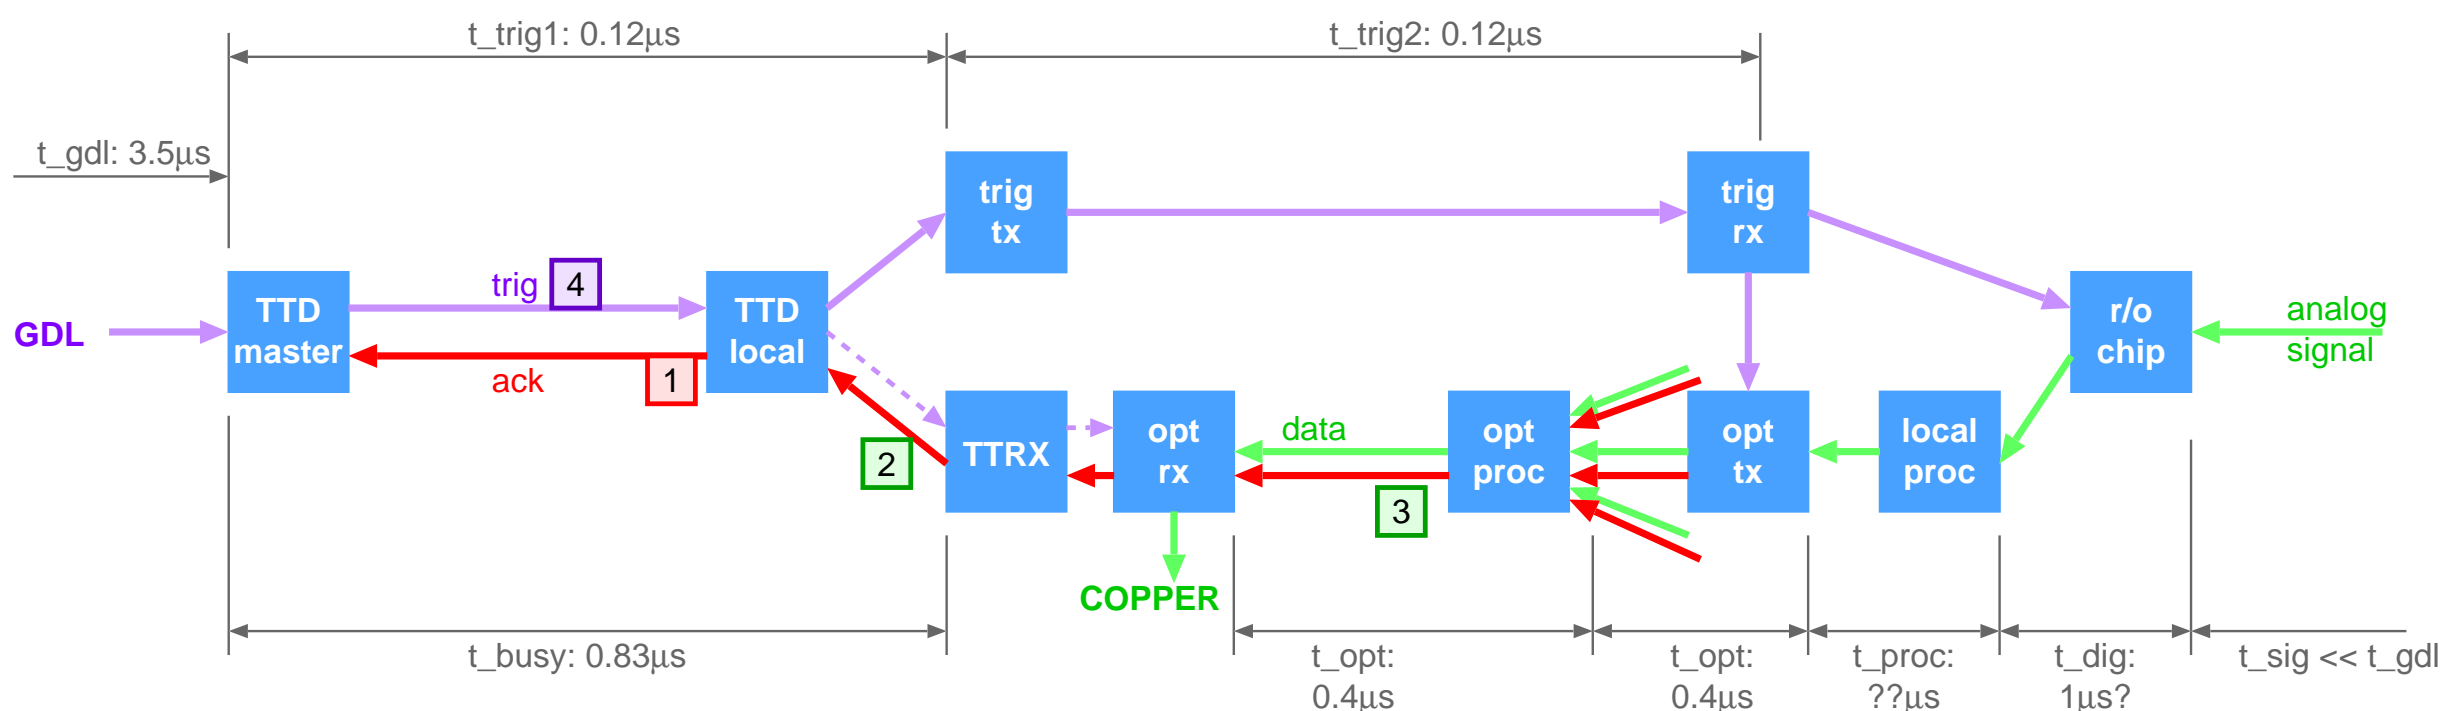 t_trig1: 0.12μs
t_trig2: 0.12μs
t_gdl: 3.5μs
trig
tx
trig
rx
GDL
TTD
master
trig
4
ack
1
TTD
local
r/o
chip
analog
signal
2
TTRX
opt
rx
data
3
opt
proc
opt
tx
local
proc
COPPER
t_busy: 0.83μs
t_opt:
0.4μs
t_opt:
0.4μs
t_proc:
??μs
t_dig:
1μs?
t_sig << t_gdl